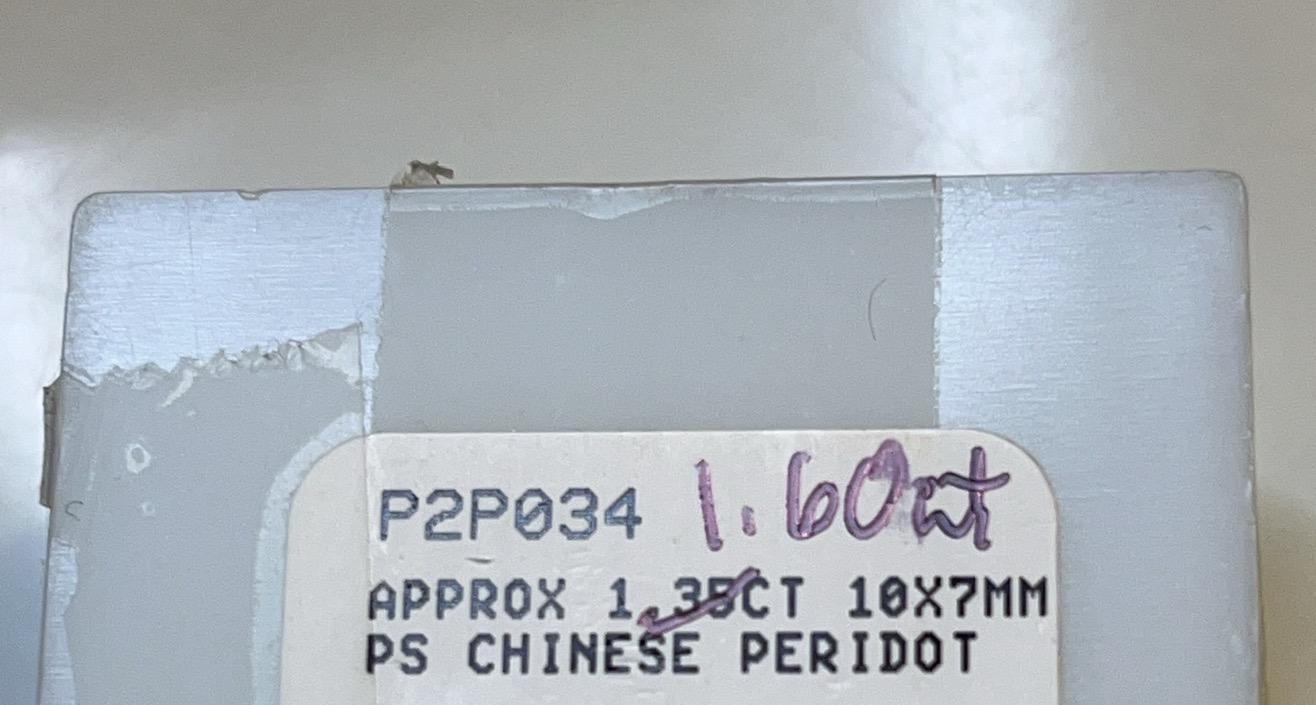 P2P034 1.60ct
APPROX 1.35CT 10X7MM
PS CHINESE PERIDOT